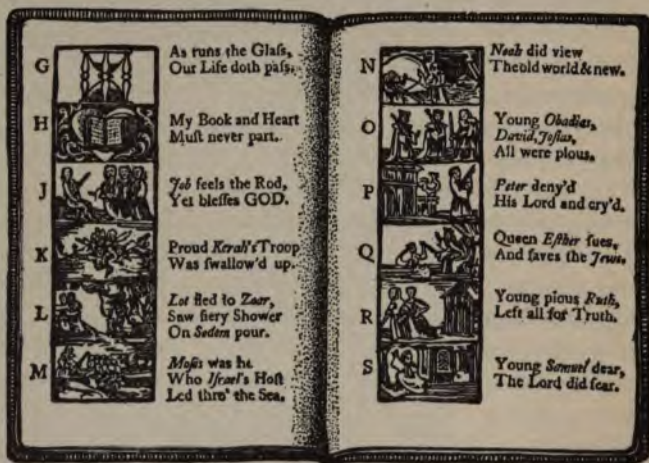 G
As runs the Glaſs,
Our Life doth paſs.
H
My Book and Heart
Muſt never part.
J
Job feels the Rod,
Yet bleſſes GOD.
K
Proud Korah's Troop
Was ſwallow'd up.
L
Lot fled to Zoar,
Saw fiery Shower
On Sodom pour.
M
Moſes was he
Who Iſrael's Hoſt
Led thro' the Sea.
N
Noah did view
The old world & new.
O
Young Obadias,
David, Joſias,
All were pious.
P
Peter deny'd
His Lord and cry'd.
Q
Queen Eſther ſues,
And ſaves the Jews.
R
Young pious Ruth,
Left all for Truth.
S
Young Samuel dear,
The Lord did fear.